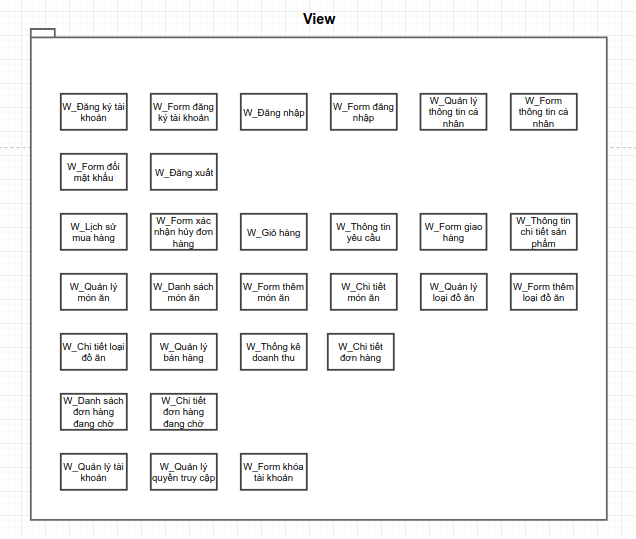 View
W_Đăng ký tài
khoản
W_Form đăng
ký tài khoản
W_Đăng nhập
W_Form đăng
nhập
W_Quản lý
thông tin cá
nhân
W_Form
thông tin cá
nhân
W_Form đổi
mật khẩu
W_Đăng xuất
W_Lịch sử
mua hàng
W_Form xác
nhận hủy đơn
hàng
W_Giỏ hàng
W_Thông tin
yêu cầu
W_Form giao
hàng
W_Thông tin
chi tiết sản
phẩm
W_Quản lý
món ăn
W_Danh sách
món ăn
W_Form thêm
món ăn
W_Chi tiết
món ăn
W_Quản lý
loại đồ ăn
W_Form thêm
loại đồ ăn
W_Chi tiết loại
đồ ăn
W_Quản lý
bán hàng
W_Thống kê
doanh thu
W_Chi tiết
đơn hàng
W_Danh sách
đơn hàng
đang chờ
W_Chi tiết
đơn hàng
đang chờ
W_Quản lý tài
khoản
W_Quản lý
quyền truy cập
W_Form khóa
tài khoản